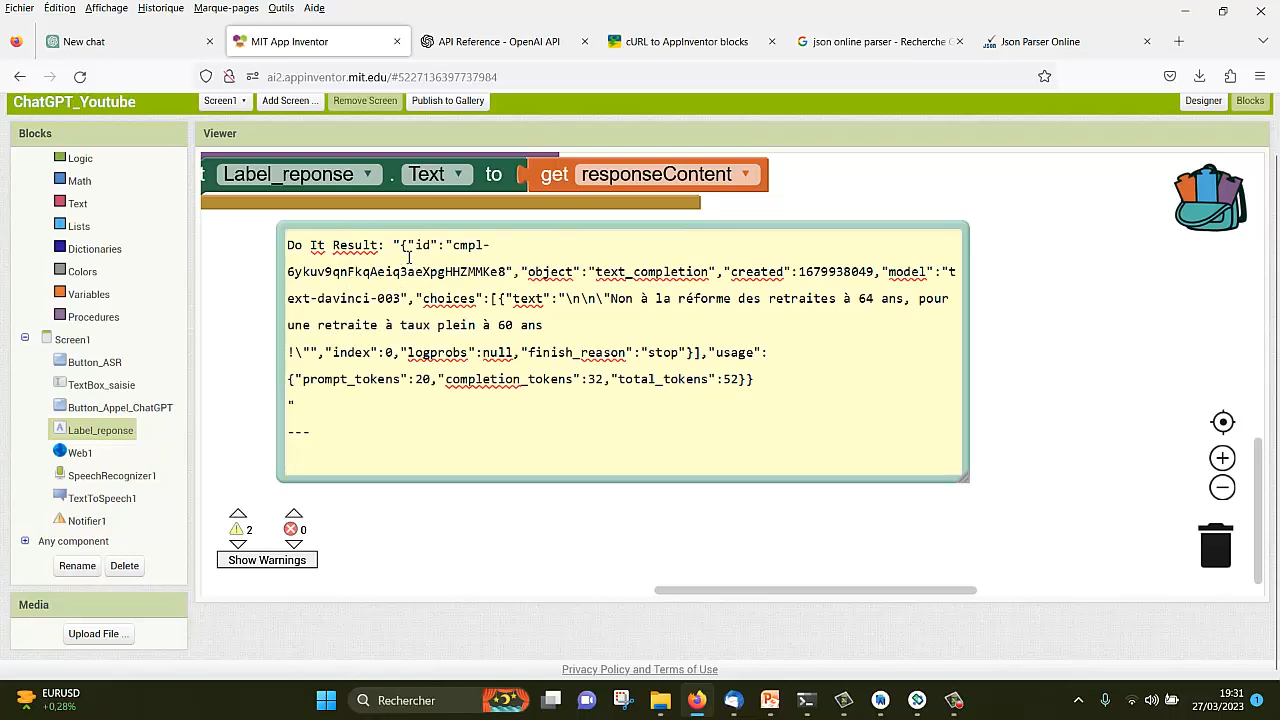 Fichier Édition Affichage Historique Marque-pages Outils Aide
New chat
MIT App Inventor
API Reference - OpenAI API
cURL to AppInventor blocks
json online parser - Recherche G
Json Parser Online
ai2.appinventor.mit.edu/#5227136397737984
ChatGPT_Youtube
Screen1 Add Screen ... Remove Screen Publish to Gallery
Designer Blocks
Blocks
Viewer
Logic
Math
Text
Lists
Dictionaries
Colors
Variables
Procedures
Screen1
Button_ASR
TextBox_saisie
Button_Appel_ChatGPT
Label_reponse
Web1
SpeechRecognizer1
TextToSpeech1
Notifier1
Any component
Rename Delete
Media
Upload File ...
t Label_reponse . Text to get responseContent
Do It Result: "{"id":"cmpl-
6ykuv9qnFkqAeiq3aeXpgHHZMMKe8","object":"text_completion","created":1679938049,"model":"t
ext-davinci-003","choices":[{"text":"\n\n\"Non à la réforme des retraites à 64 ans, pour
une retraite à taux plein à 60 ans
!\"","index":0,"logprobs":null,"finish_reason":"stop"}],"usage":
{"prompt_tokens":20,"completion_tokens":32,"total_tokens":52}}
"
---
2 0
Show Warnings
Privacy Policy and Terms of Use
EURUSD
+0,28%
Rechercher
19:31
27/03/2023
1